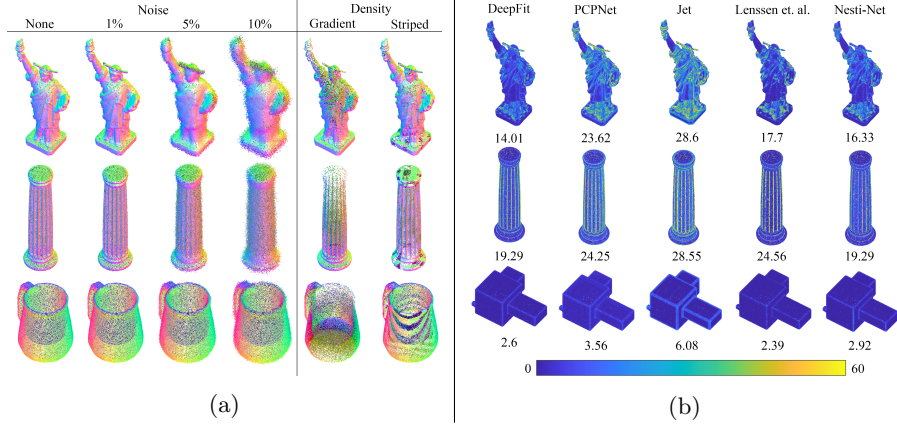 Noise Density
None 1% 5% 10% Gradient Striped
(a)
DeepFit PCPNet Jet Lenssen et. al. Nesti-Net
14.01 23.62 28.6 17.7 16.33
19.29 24.25 28.55 24.56 19.29
2.6 3.56 6.08 2.39 2.92
0 60
(b)